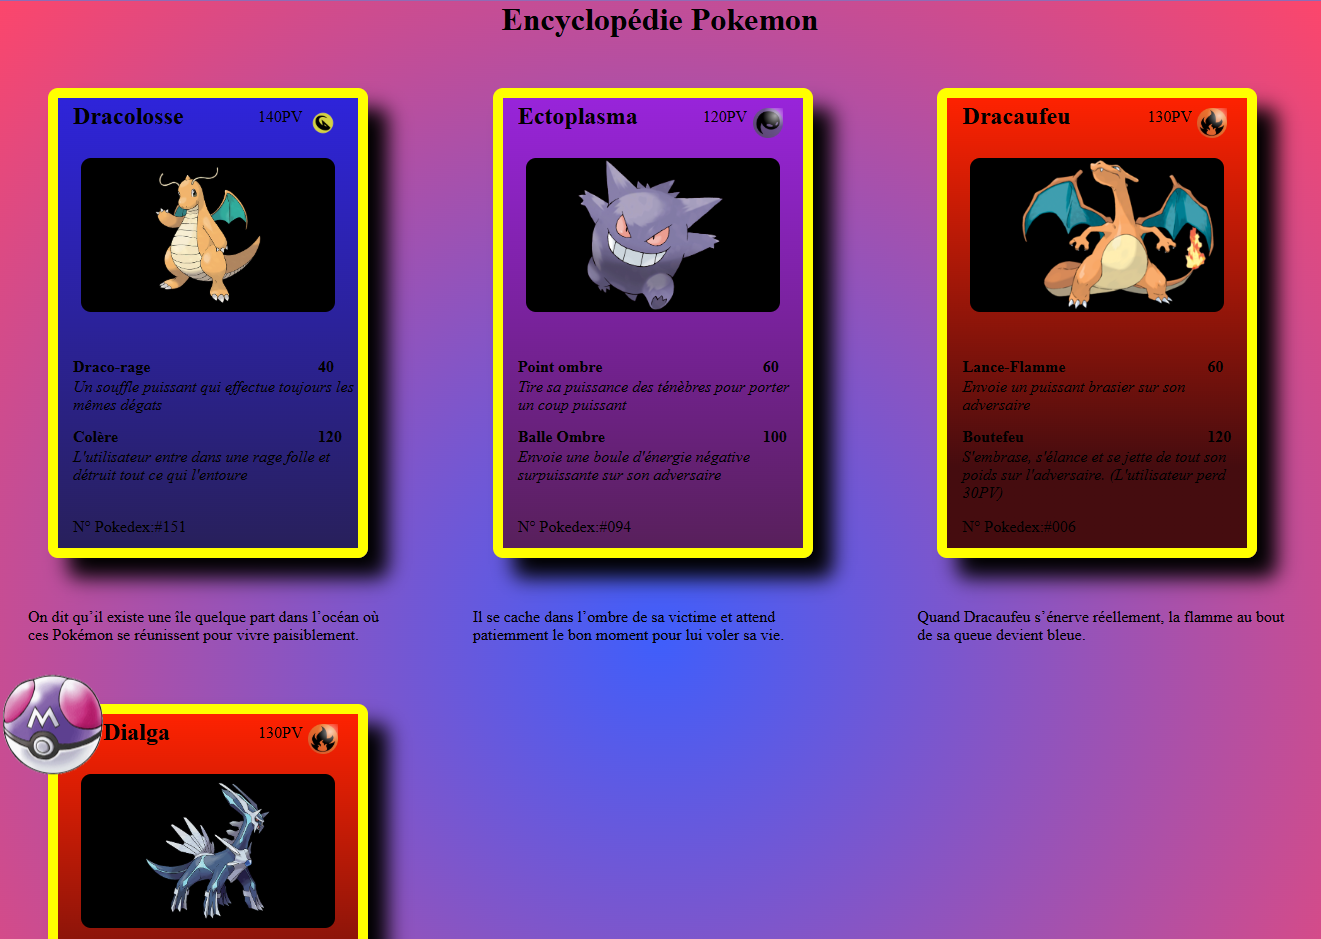 Encyclopédie Pokemon
Dracolosse 140PV
Draco-rage 40
Un souffle puissant qui effectue toujours les
mêmes dégats
Colère 120
L'utilisateur entre dans une rage folle et
détruit tout ce qui l'entoure
N° Pokedex:#151
On dit qu’il existe une île quelque part dans l’océan où
ces Pokémon se réunissent pour vivre paisiblement.
Ectoplasma 120PV
Point ombre 60
Tire sa puissance des ténèbres pour porter
un coup puissant
Balle Ombre 100
Envoie une boule d'énergie négative
surpuissante sur son adversaire
N° Pokedex:#094
Il se cache dans l’ombre de sa victime et attend
patiemment le bon moment pour lui voler sa vie.
Dracaufeu 130PV
Lance-Flamme 60
Envoie un puissant brasier sur son
adversaire
Boutefeu 120
S'embrase, s'élance et se jette de tout son
poids sur l'adversaire. (L'utilisateur perd
30PV)
N° Pokedex:#006
Quand Dracaufeu s’énerve réellement, la flamme au bout
de sa queue devient bleue.
M
Dialga 130PV